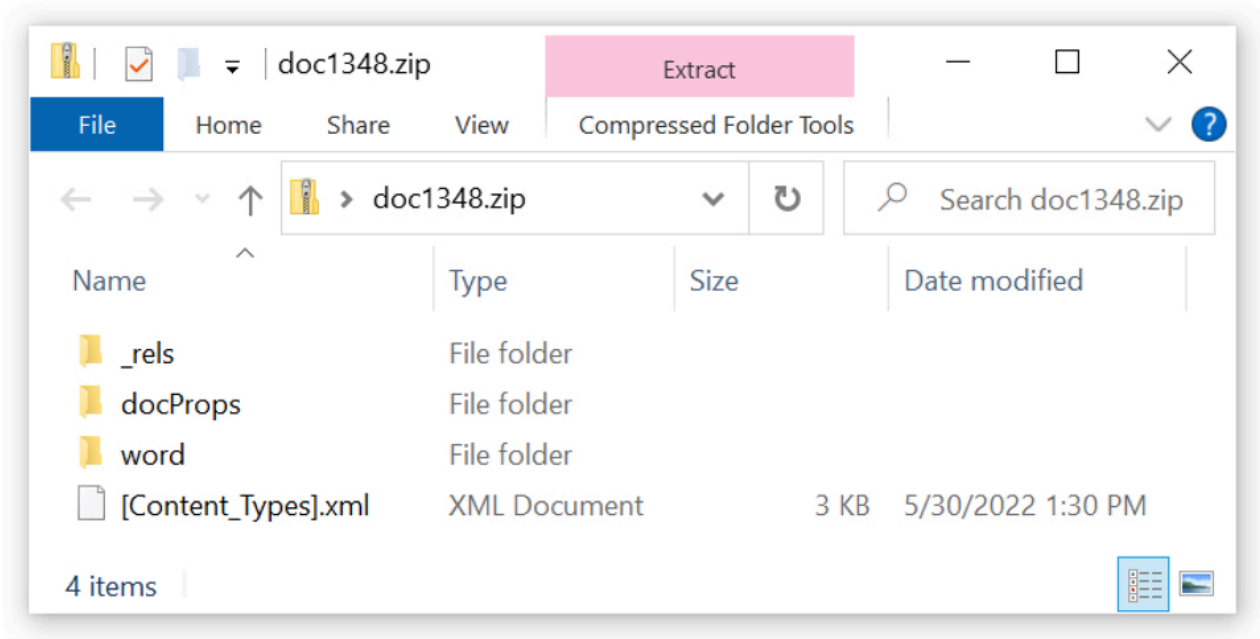 doc1348.zip Extract
File Home Share View Compressed Folder Tools ?
doc1348.zip Search doc1348.zip
Name Type Size Date modified
_rels File folder
docProps File folder
word File folder
[Content_Types].xml XML Document 3 KB 5/30/2022 1:30 PM
4 items